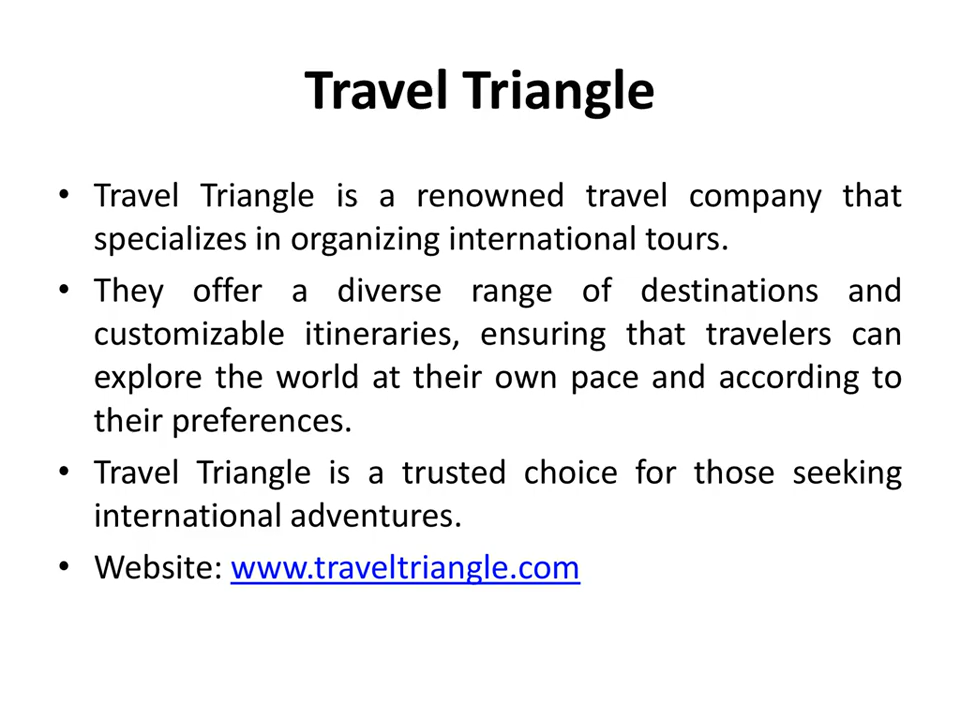 Travel Triangle
• Travel Triangle is a renowned travel company that
specializes in organizing international tours.
• They offer a diverse range of destinations and
customizable itineraries, ensuring that travelers can
explore the world at their own pace and according to
their preferences.
• Travel Triangle is a trusted choice for those seeking
international adventures.
• Website: www.traveltriangle.com